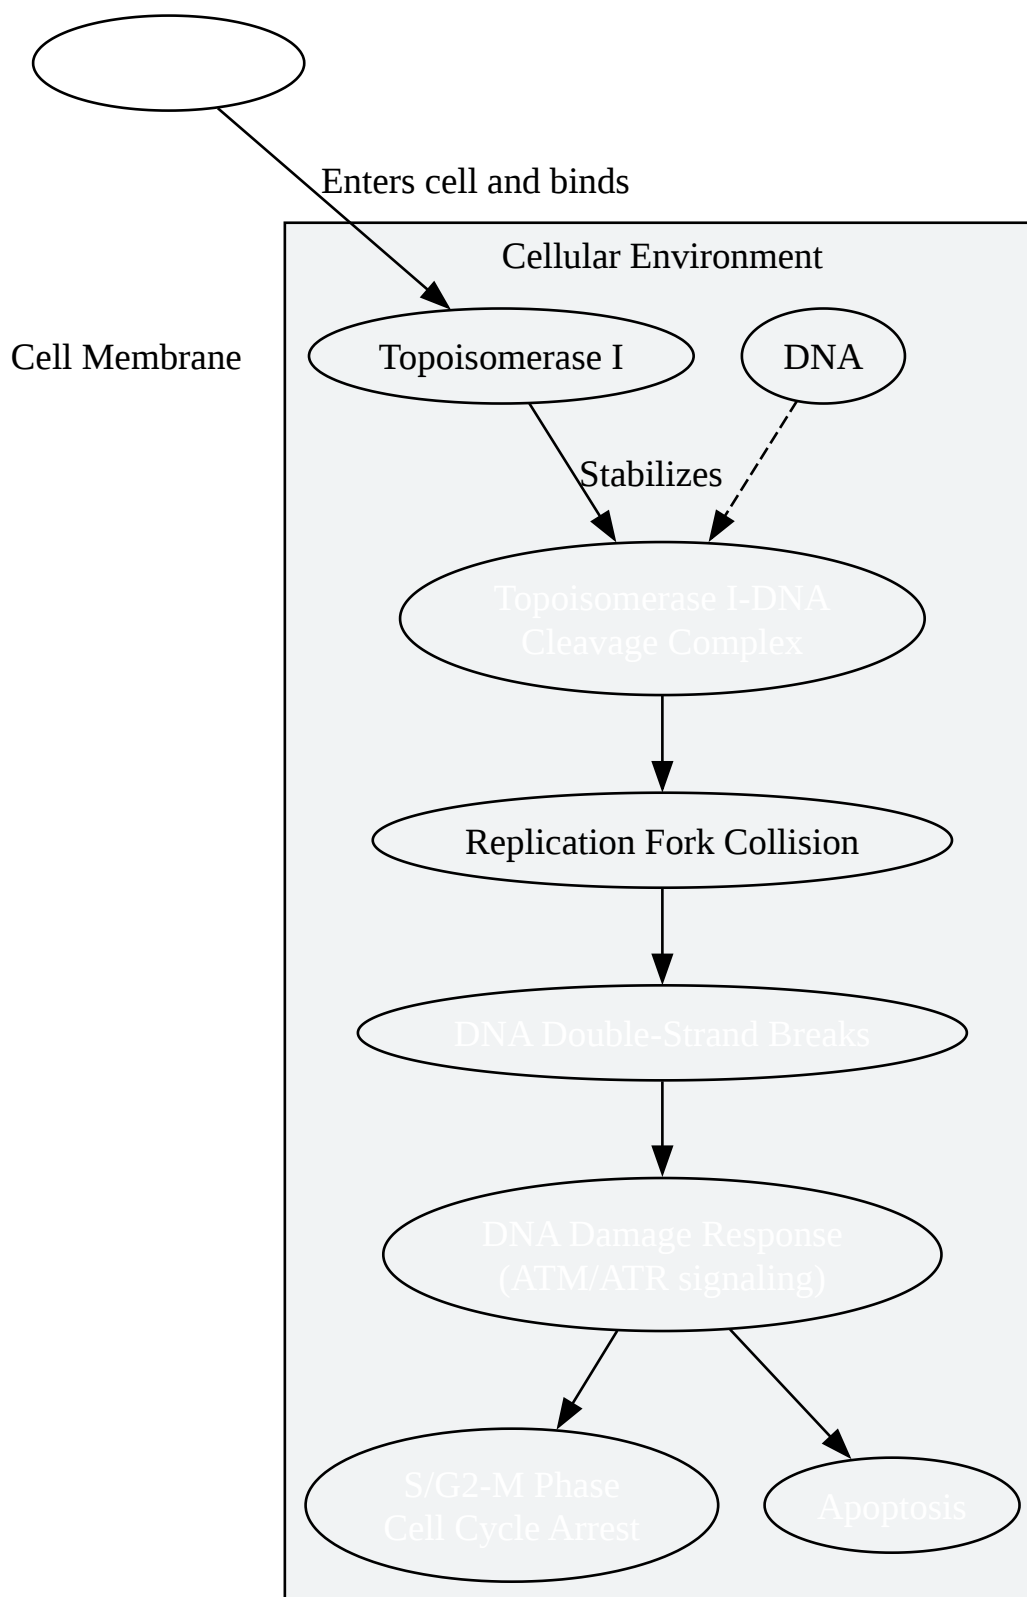 Enters cell and binds
Cellular Environment
Cell Membrane
Topoisomerase I
DNA
Stabilizes
Topoisomerase I-DNA
Cleavage Complex
Replication Fork Collision
DNA Double-Strand Breaks
DNA Damage Response
(ATM/ATR signaling)
S/G2-M Phase
Cell Cycle Arrest
Apoptosis